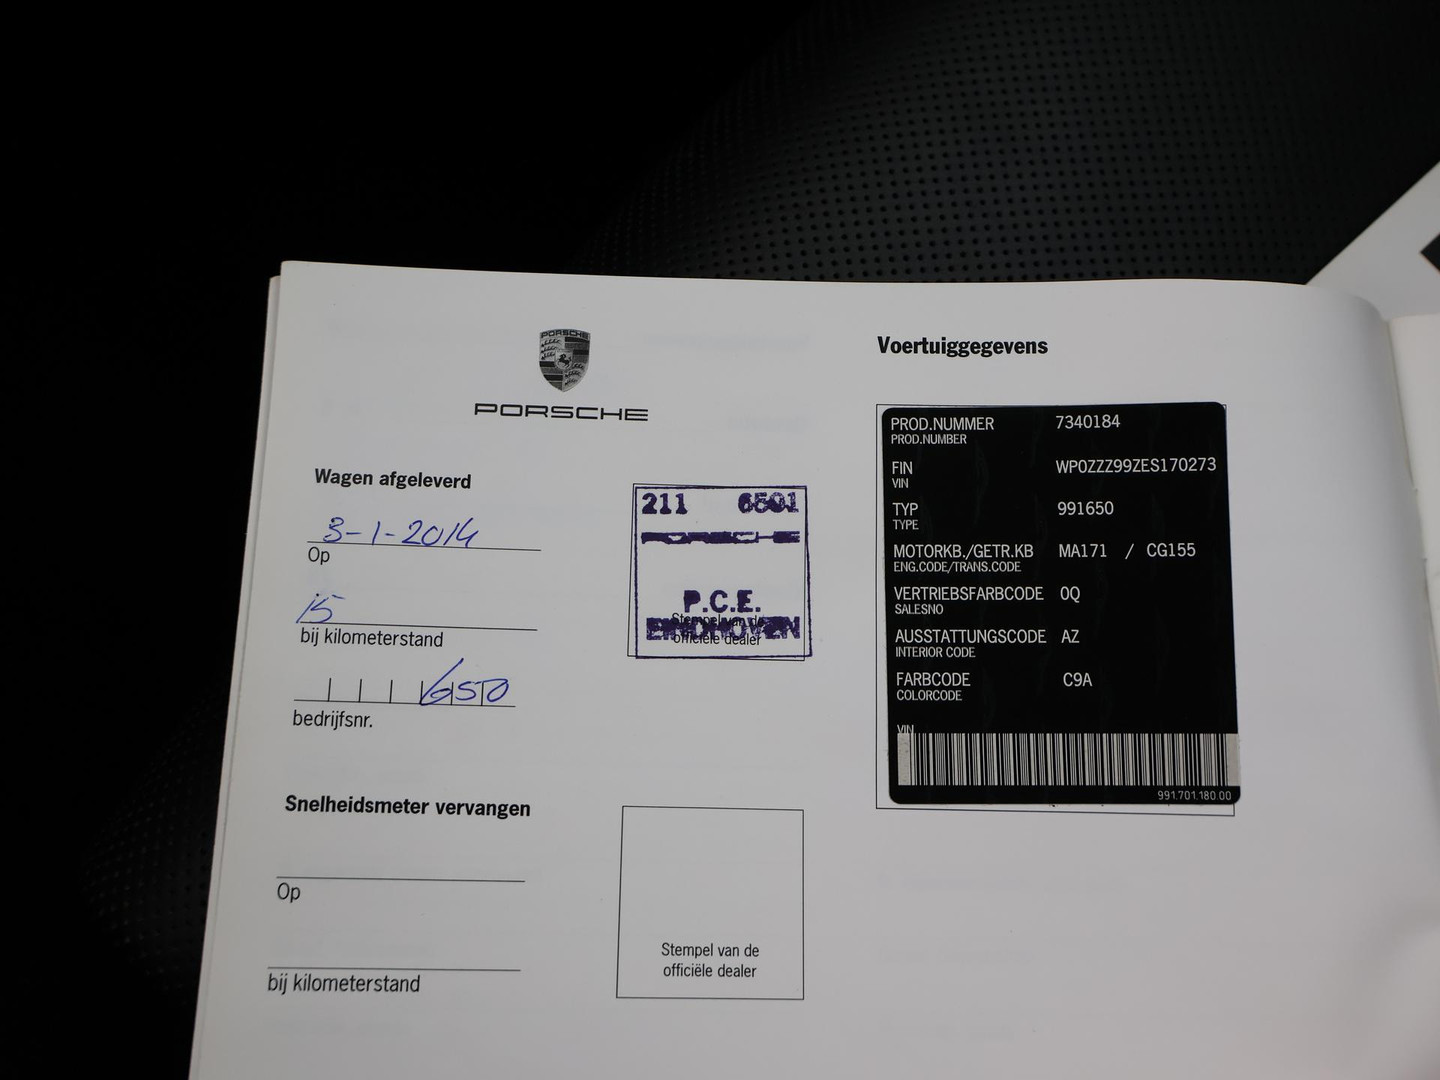 PORSCHE
PORSCHE
Wagen afgeleverd
3-1-2014
Op
15
bij kilometerstand
bedrijfsnr.
211 6501
PORSCHE
P.C.E.
EINDHOVEN
Stempel van de
officiële dealer
Snelheidsmeter vervangen
Op
bij kilometerstand
Stempel van de
officiële dealer
Voertuiggegevens
PROD.NUMMER 7340184
PROD.NUMBER
FIN WP0ZZZ99ZES170273
VIN
TYP 991650
TYPE
MOTORKB./GETR.KB MA171 / CG155
ENG.CODE/TRANS.CODE
VERTRIEBSFARBCODE 0Q
SALESNO
AUSSTATTUNGSCODE AZ
INTERIOR CODE
FARBCODE C9A
COLORCODE
VIN
991.701.180.00